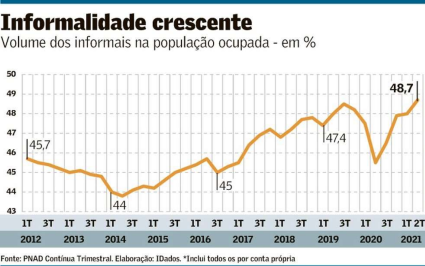 Informalidade crescente
Volume dos informais na população ocupada - em %
50
49
48
47
46
45
44
43
45,7
44
45
47,4
48,7
1T 3T 1T 3T 1T 3T 1T 3T 1T 3T 1T 3T 1T 3T 1T 3T 1T 3T 1T 2T
2012 2013 2014 2015 2016 2017 2018 2019 2020 2021
Fonte: PNAD Contínua Trimestral. Elaboração: IDados. *Inclui todos os por conta própria